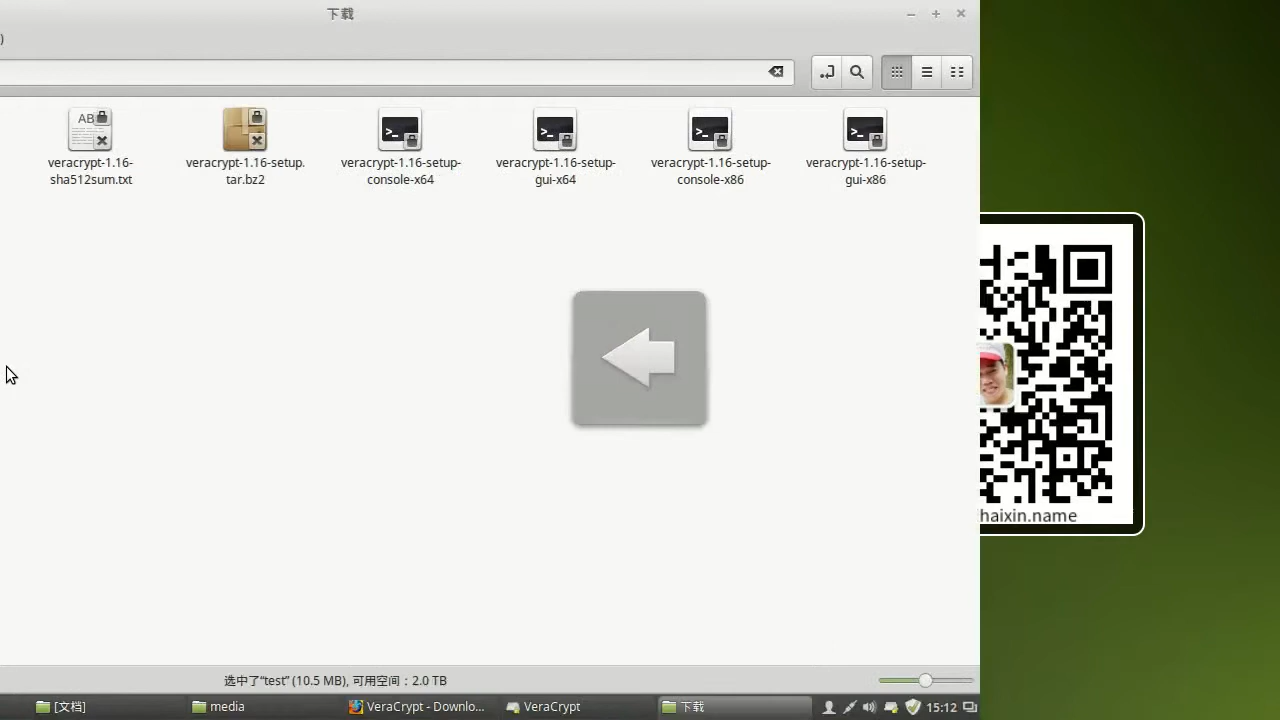 下载
)
veracrypt-1.16-
sha512sum.txt
veracrypt-1.16-setup.
tar.bz2
veracrypt-1.16-setup-
console-x64
veracrypt-1.16-setup-
gui-x64
veracrypt-1.16-setup-
console-x86
veracrypt-1.16-setup-
gui-x86
haixin.name
选中了“test” (10.5 MB), 可用空间：2.0 TB
[文档]
media
VeraCrypt - Downlo...
VeraCrypt
下载
15:12